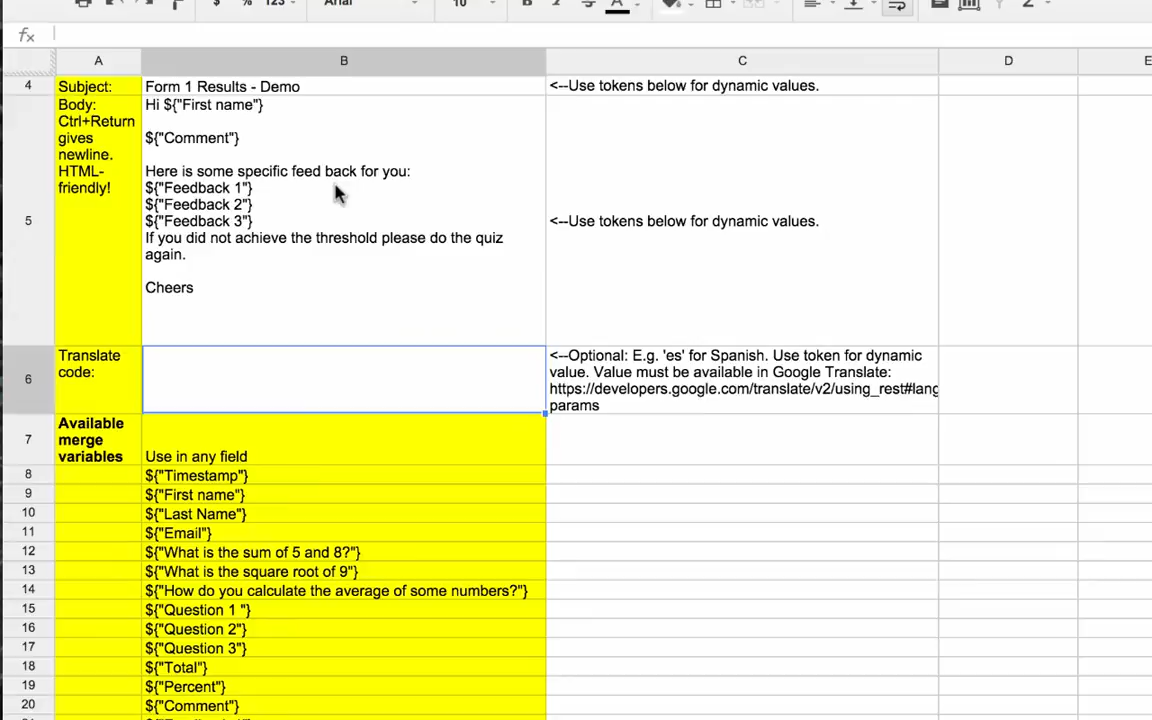 $ % 123 Arial 10 B
fx
A B C D E
4 Subject: Form 1 Results - Demo <--Use tokens below for dynamic values.
Body:
Ctrl+Return
gives
newline.
HTML-
friendly!
Hi ${"First name"}
${"Comment"}
Here is some specific feed back for you:
${"Feedback 1"}
${"Feedback 2"}
${"Feedback 3"}
If you did not achieve the threshold please do the quiz
again.
Cheers
5 <--Use tokens below for dynamic values.
Translate
code:
6
<--Optional: E.g. 'es' for Spanish. Use token for dynamic
value. Value must be available in Google Translate:
https://developers.google.com/translate/v2/using_rest#lang
params
Available
merge
variables
7 Use in any field
8 ${"Timestamp"}
9 ${"First name"}
10 ${"Last Name"}
11 ${"Email"}
12 ${"What is the sum of 5 and 8?"}
13 ${"What is the square root of 9"}
14 ${"How do you calculate the average of some numbers?"}
15 ${"Question 1 "}
16 ${"Question 2"}
17 ${"Question 3"}
18 ${"Total"}
19 ${"Percent"}
20 ${"Comment"}